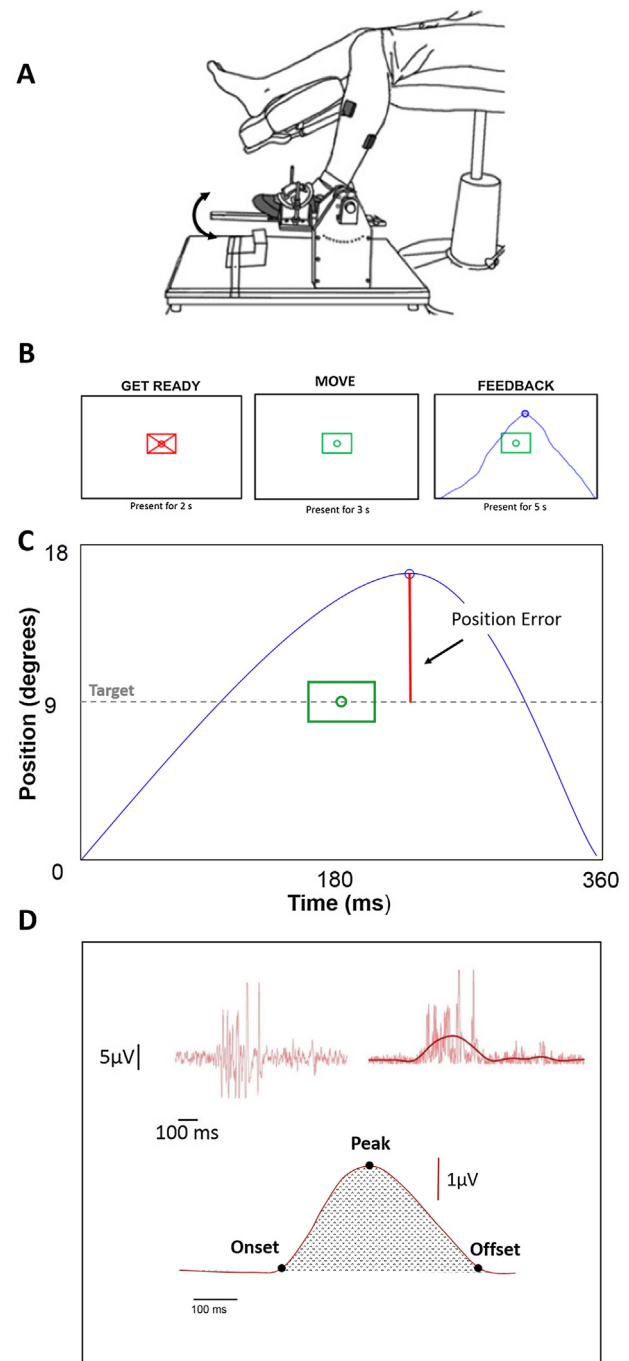 A
B
GET READY
MOVE
FEEDBACK
Present for 2 s
Present for 3 s
Present for 5 s
C
18
Position Error
Target
9
Position (degrees)
0
180
360
Time (ms)
D
5µV
100 ms
Peak
1µV
Onset
Offset
100 ms